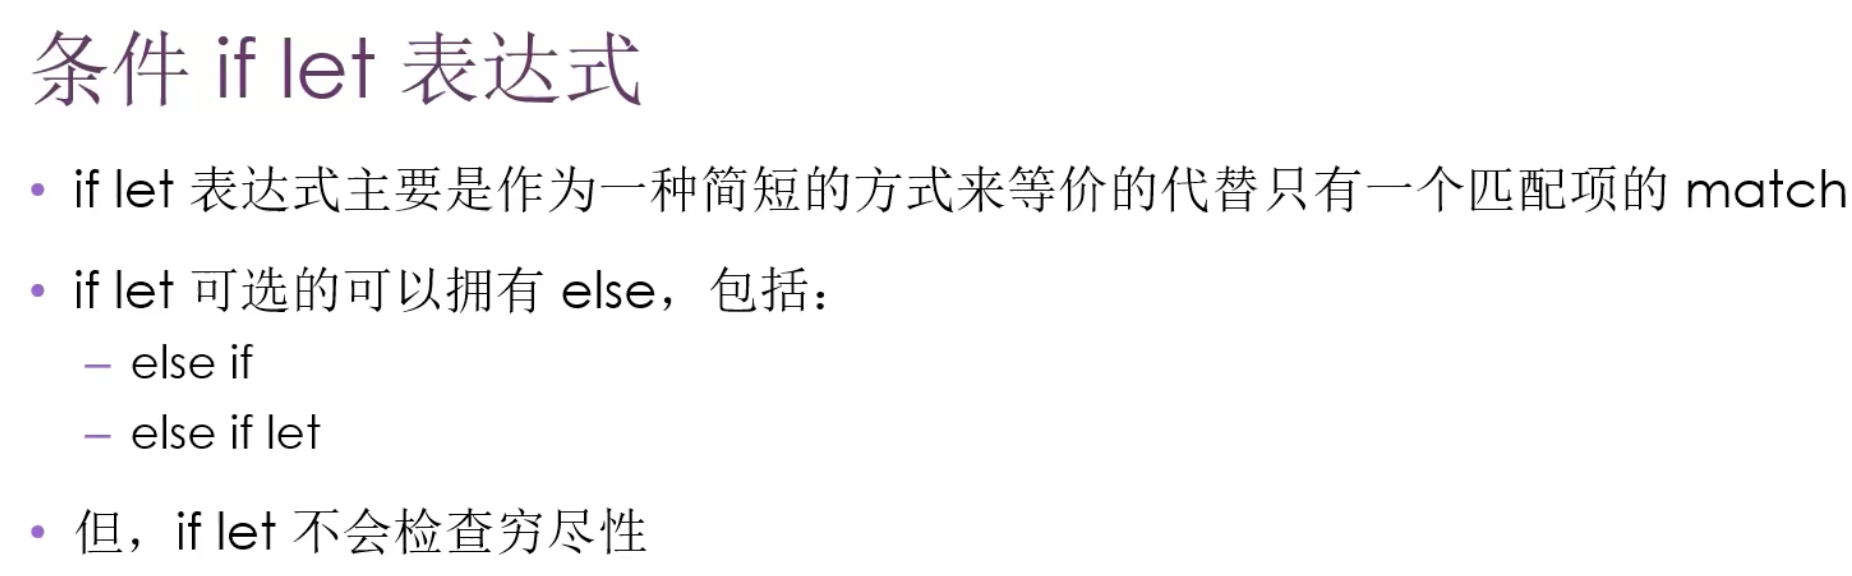 条件 if let 表达式
• if let 表达式主要是作为一种简短的方式来等价的代替只有一个匹配项的 match
• if let 可选的可以拥有 else，包括：
– else if
– else if let
• 但，if let 不会检查穷尽性